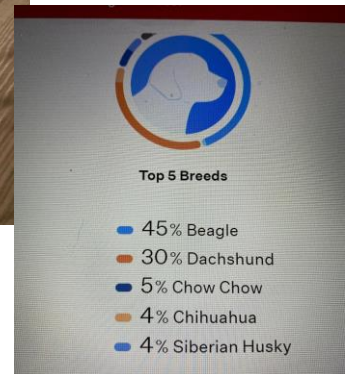 Top 5 Breeds
45% Beagle
30% Dachshund
5% Chow Chow
4% Chihuahua
4% Siberian Husky